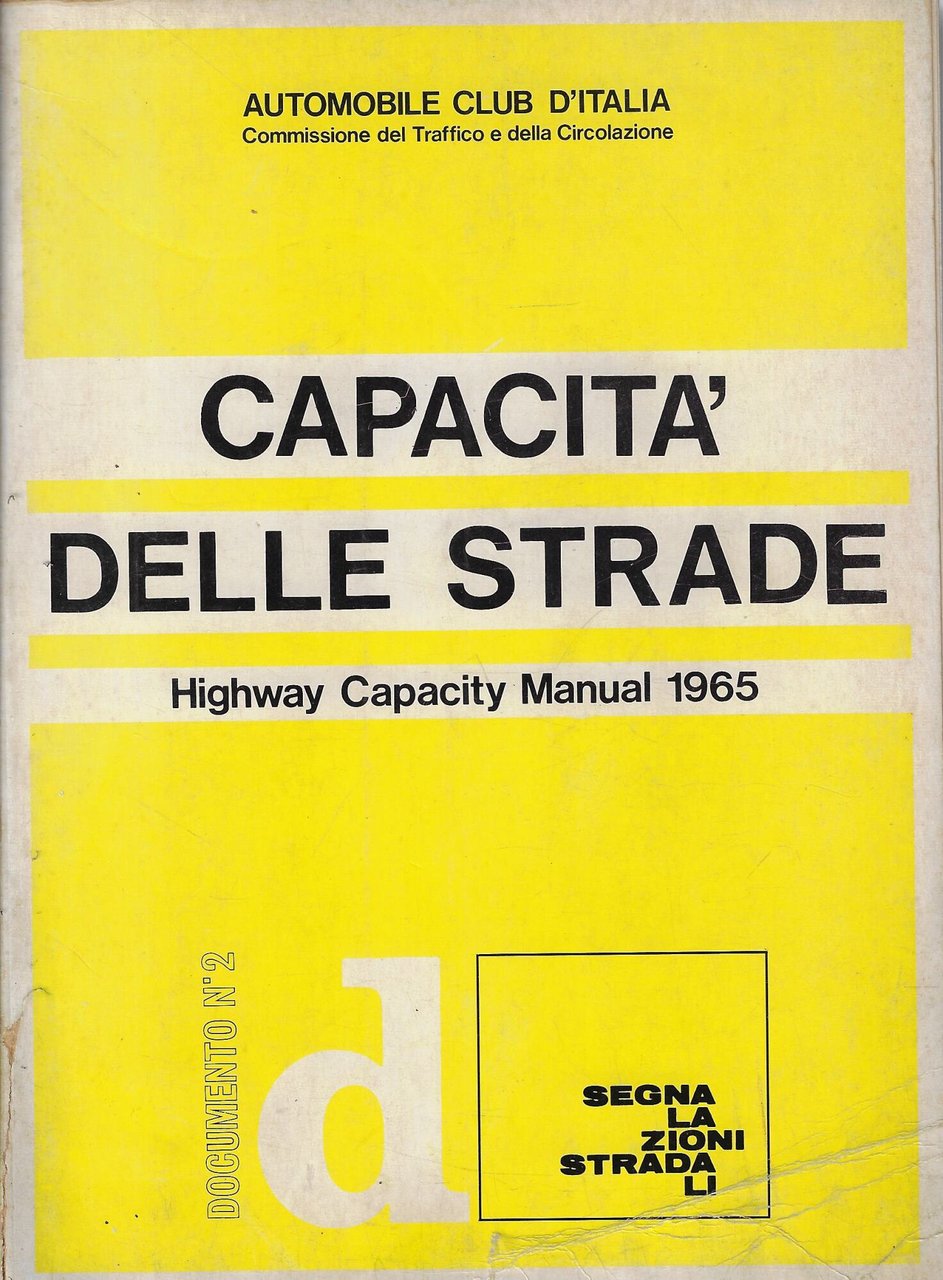 AUTOMOBILE CLUB D'ITALIA
Commissione del Traffico e della Circolazione
CAPACITA'
DELLE STRADE
Highway Capacity Manual 1965
DOCUMENTO N° 2
d
SEGNA
LA
ZIONI
STRADA
LI